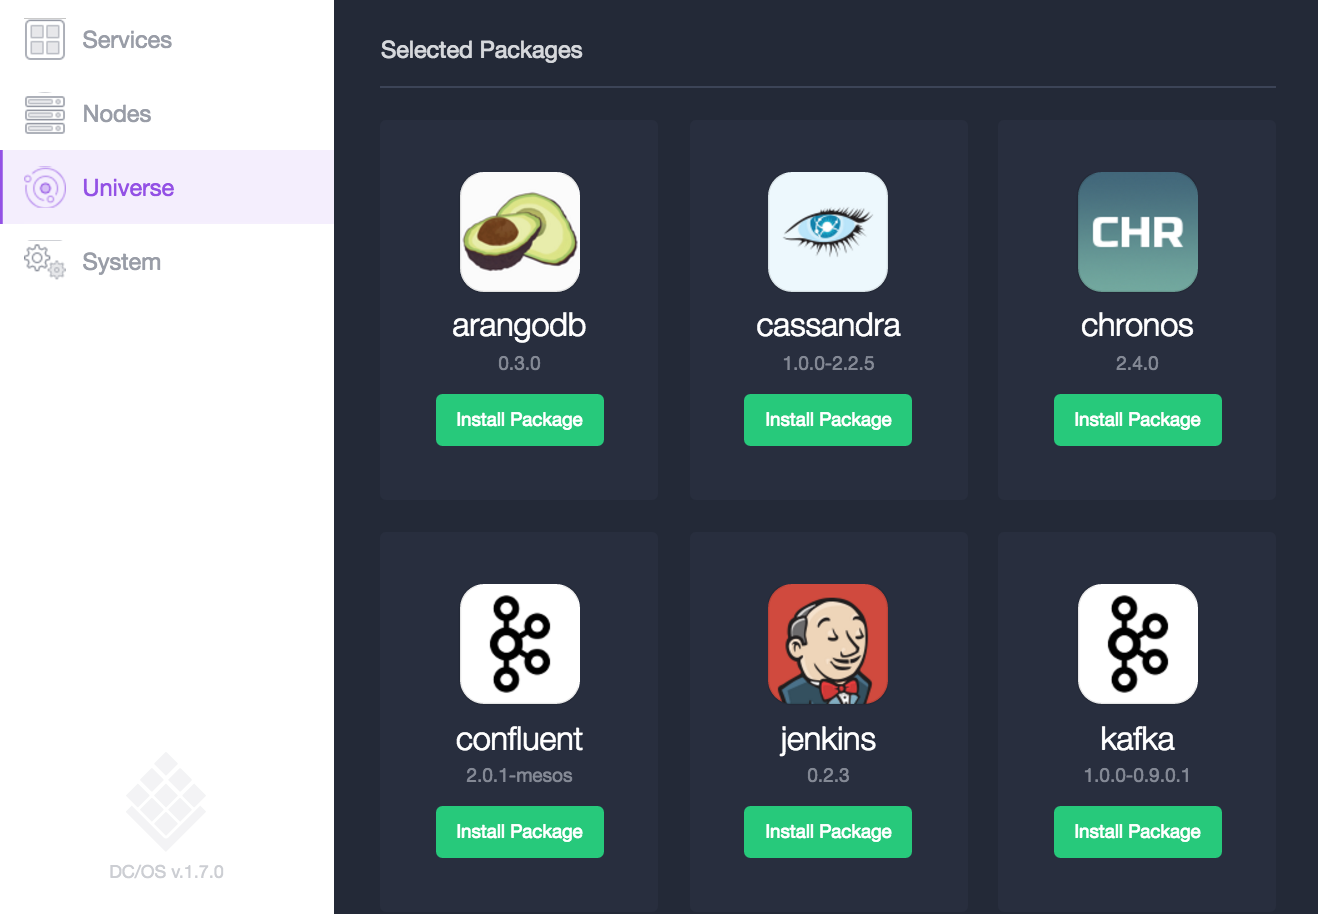 Services
Nodes
Universe
System
DC/OS v.1.7.0
Selected Packages
arangodb
0.3.0
Install Package
cassandra
1.0.0-2.2.5
Install Package
CHR
chronos
2.4.0
Install Package
confluent
2.0.1-mesos
Install Package
jenkins
0.2.3
Install Package
kafka
1.0.0-0.9.0.1
Install Package